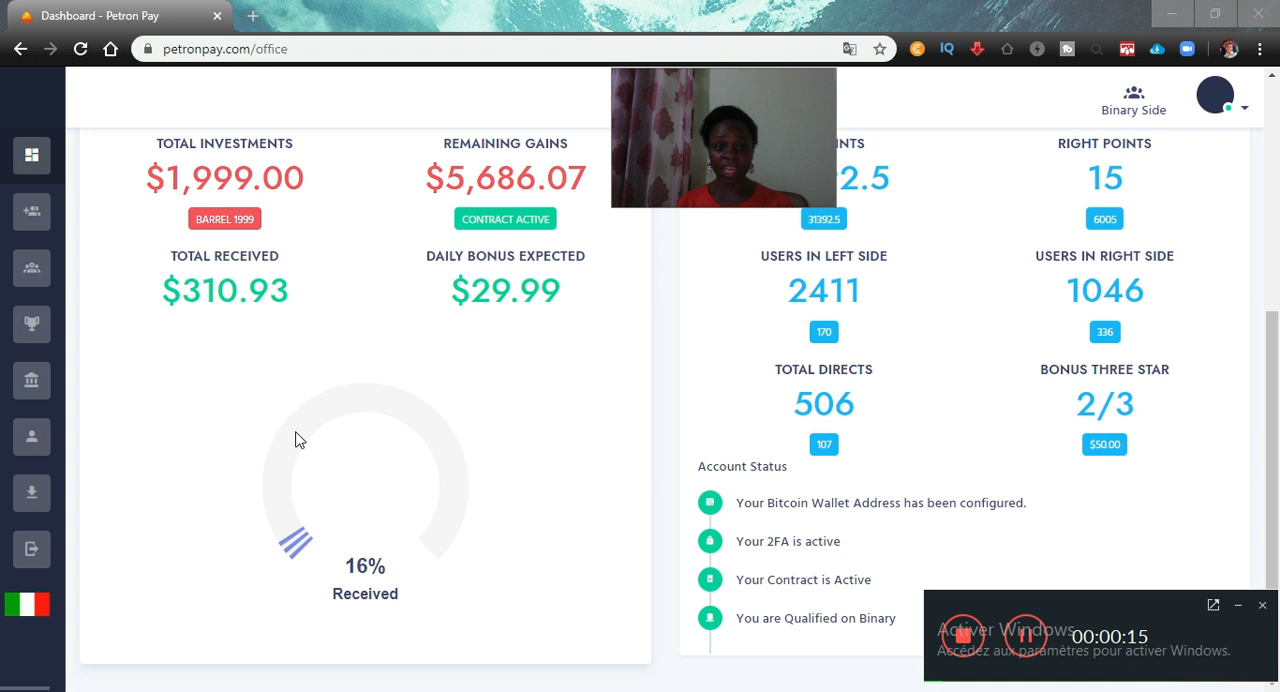 Dashboard - Petron Pay
petronpay.com/office
Binary Side
TOTAL INVESTMENTS
$1,999.00
BARREL 1999
REMAINING GAINS
$5,686.07
CONTRACT ACTIVE
TOTAL RECEIVED
$310.93
DAILY BONUS EXPECTED
$29.99
16%
Received
2.5
31392.5
RIGHT POINTS
15
6005
USERS IN LEFT SIDE
2411
170
USERS IN RIGHT SIDE
1046
336
TOTAL DIRECTS
506
107
BONUS THREE STAR
2/3
$50.00
Account Status
Your Bitcoin Wallet Address has been configured.
Your 2FA is active
Your Contract is Active
You are Qualified on Binary
Activer Windows
Accédez aux paramètres pour activer Windows.
00:00:15